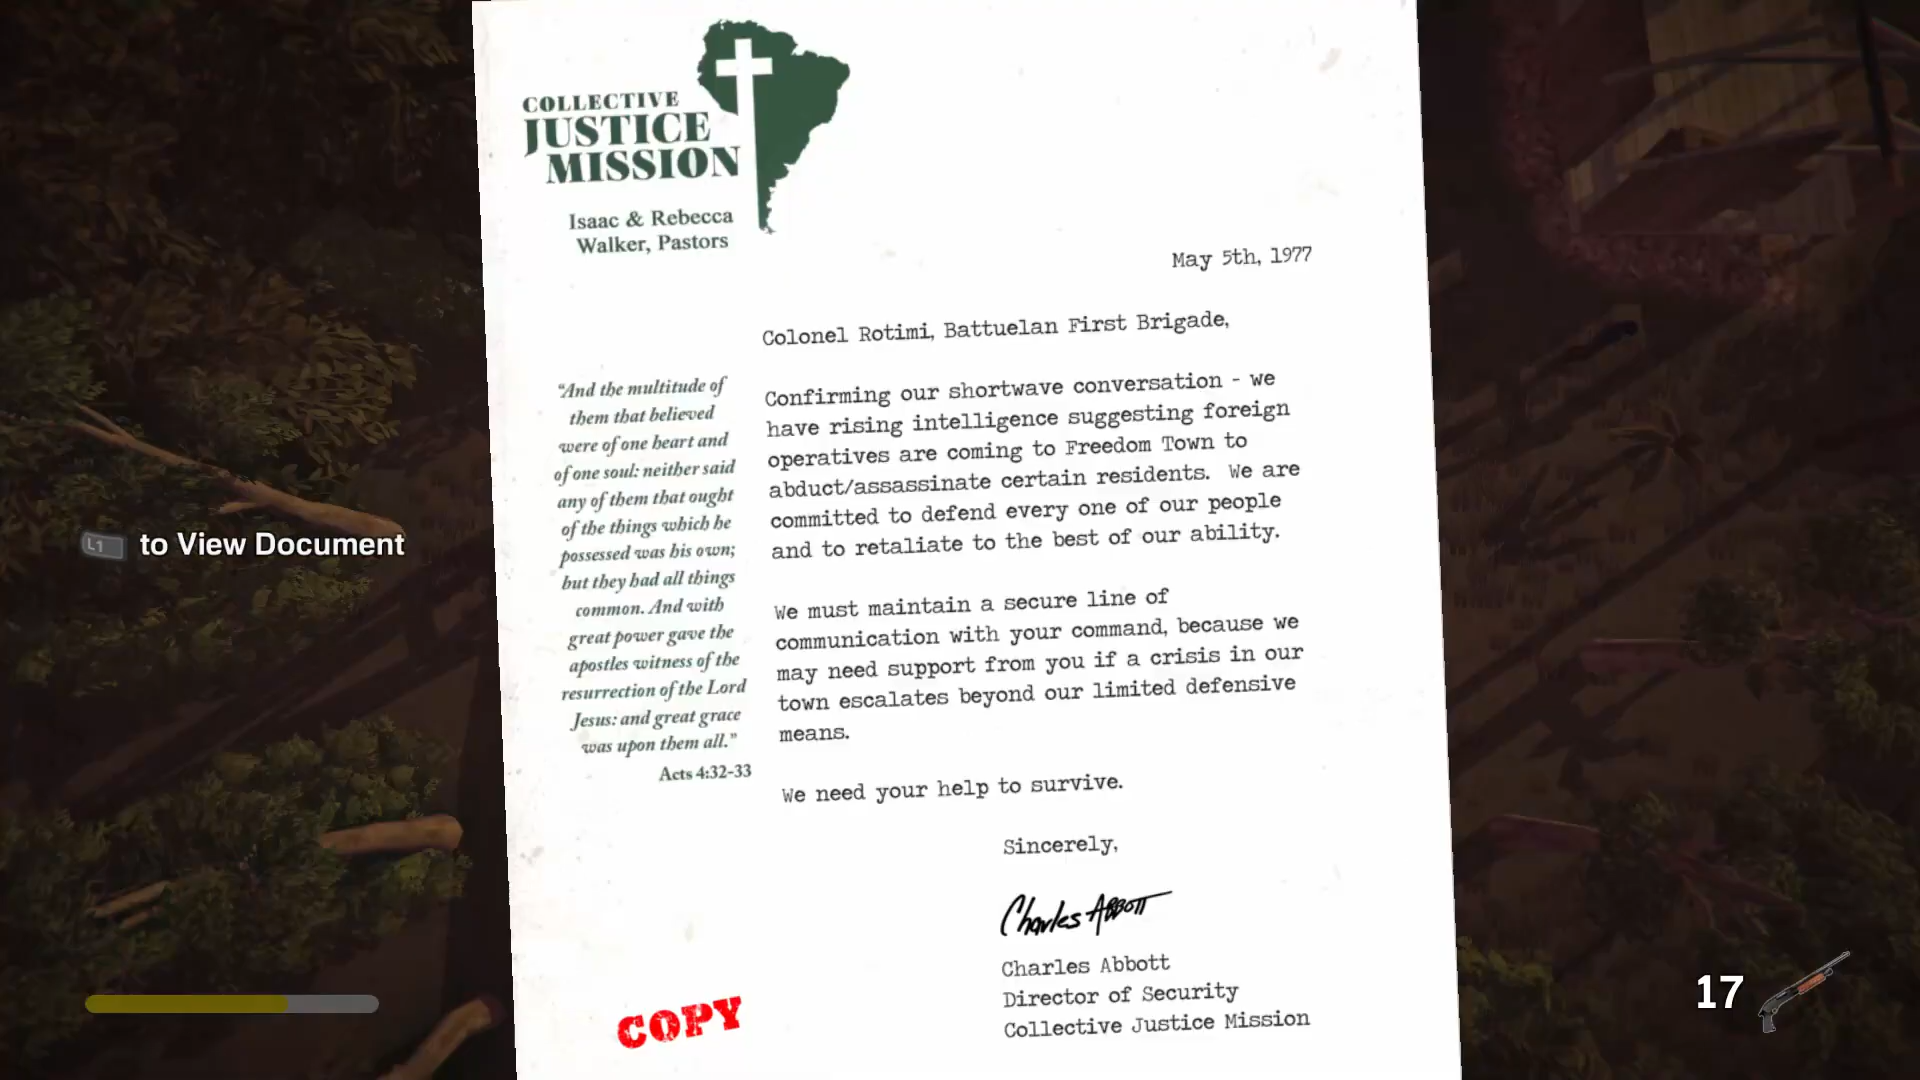 COLLECTIVE
JUSTICE
MISSION
Isaac & Rebecca
Walker, Pastors
May 5th, 1977
Colonel Rotimi, Battuelan First Brigade,
"And the multitude of
them that believed
were of one heart and
of one soul: neither said
any of them that ought
of the things which he
possessed was his own;
but they had all things
common. And with
great power gave the
apostles witness of the
resurrection of the Lord
Jesus: and great grace
was upon them all."
Acts 4:32-33
Confirming our shortwave conversation - we
have rising intelligence suggesting foreign
operatives are coming to Freedom Town to
abduct/assassinate certain residents. We are
committed to defend every one of our people
and to retaliate to the best of our ability.
We must maintain a secure line of
communication with your command, because we
may need support from you if a crisis in our
town escalates beyond our limited defensive
means.
We need your help to survive.
Sincerely,
Charles Abbott
Charles Abbott
Director of Security
Collective Justice Mission
COPY
L1 to View Document
17